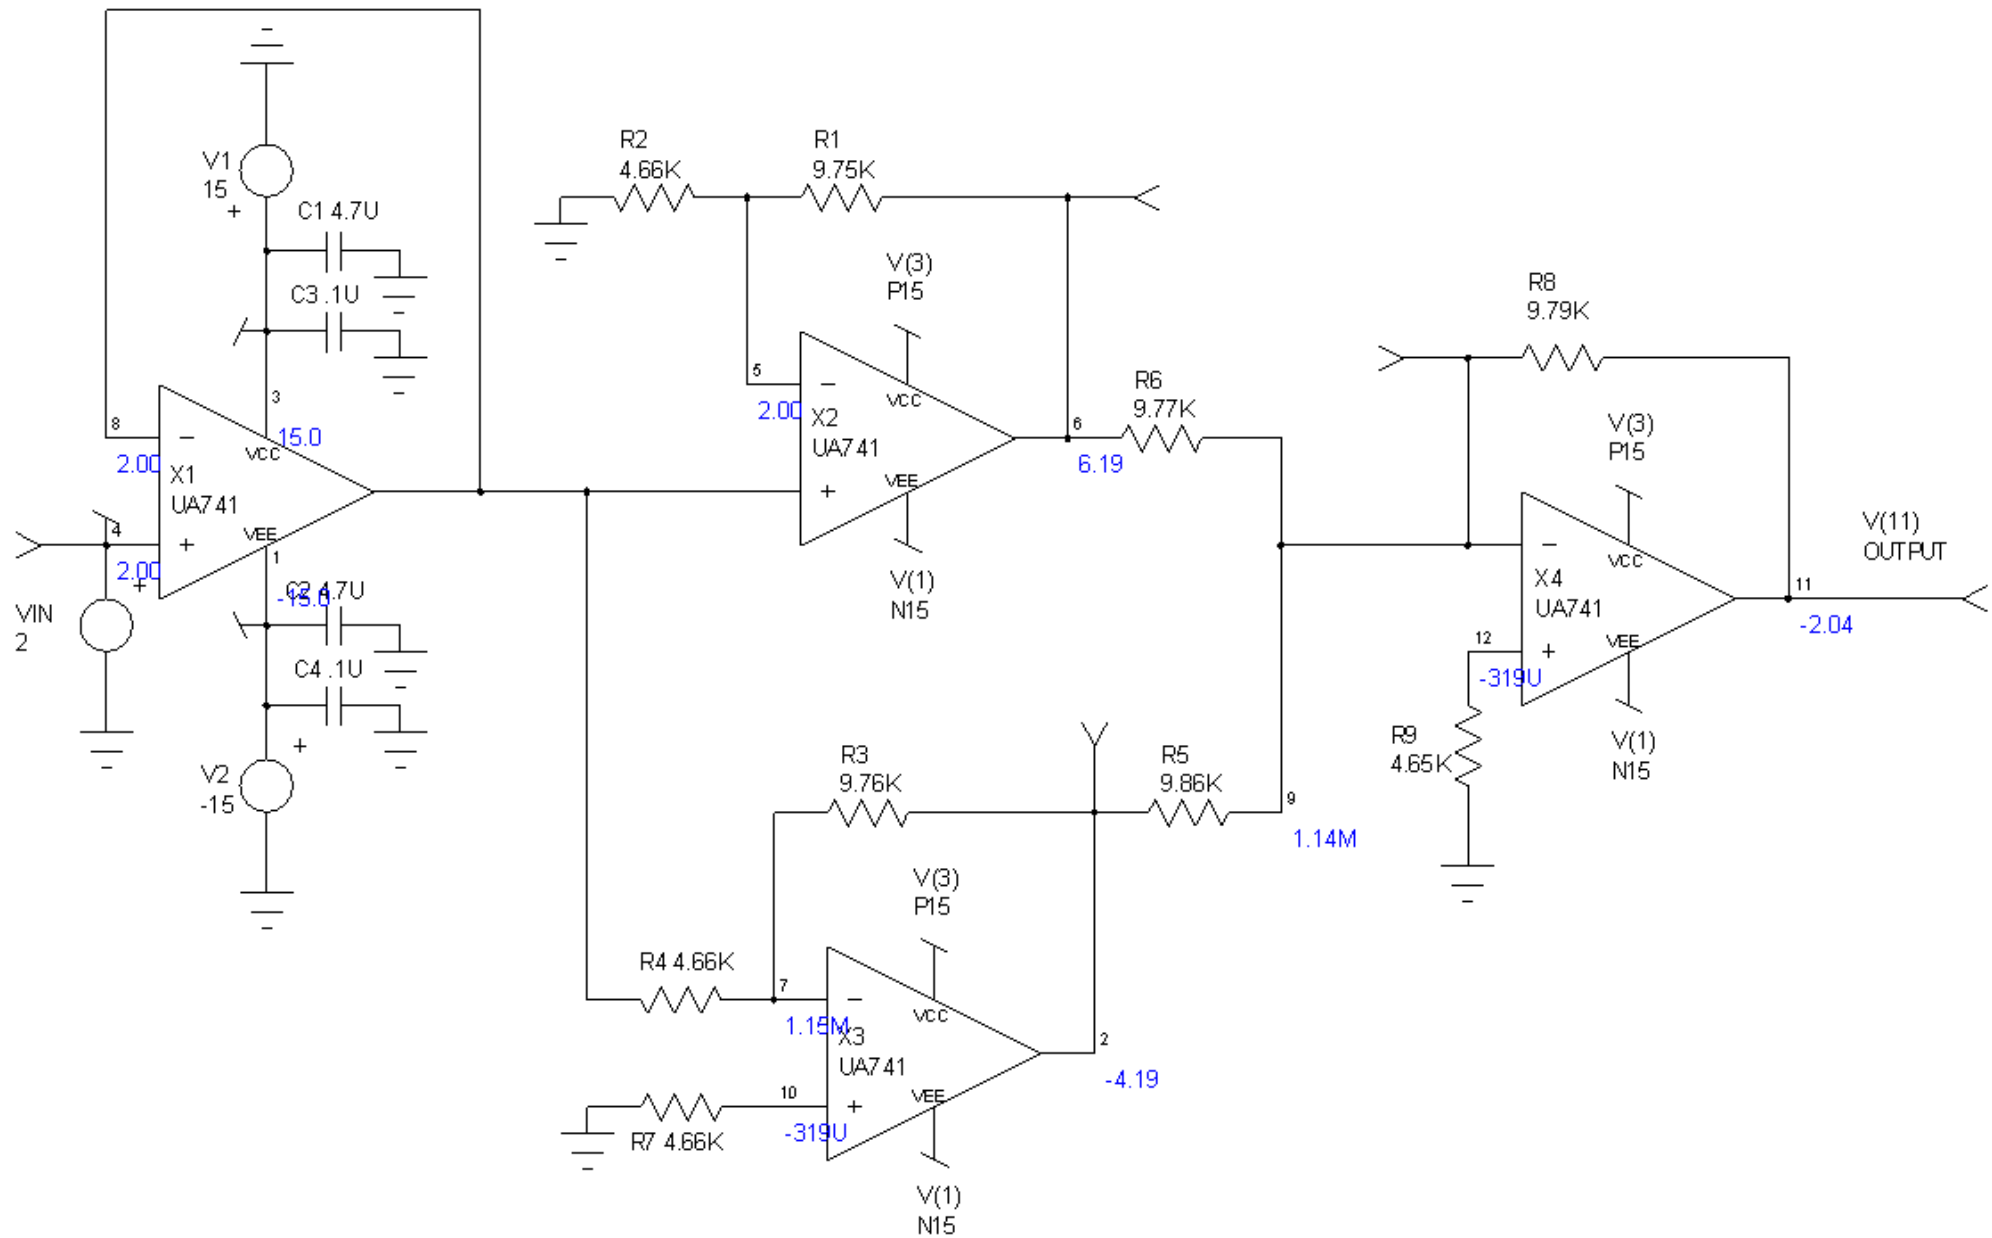 V1
15
+
C1 4.7U
C3 .1U
3
15.0
VCC
8
2.00
−
X1
UA741
4
2.00
+
VEE
1
-15.0
C2 4.7U
+
VIN
2
C4 .1U
+
V2
-15
R2
4.66K
R1
9.75K
V(3)
P15
5
2.00
−
VCC
X2
UA741
VEE
+
V(1)
N15
6
6.19
R6
9.77K
R8
9.79K
V(3)
P15
−
VCC
X4
UA741
VEE
+
12
-319U
V(1)
N15
11
-2.04
V(11)
OUTPUT
R9
4.65K
R3
9.76K
R5
9.86K
9
1.14M
V(3)
P15
R4 4.66K
7
1.15M
−
VCC
X3
UA741
VEE
+
10
-319U
R7 4.66K
2
-4.19
V(1)
N15